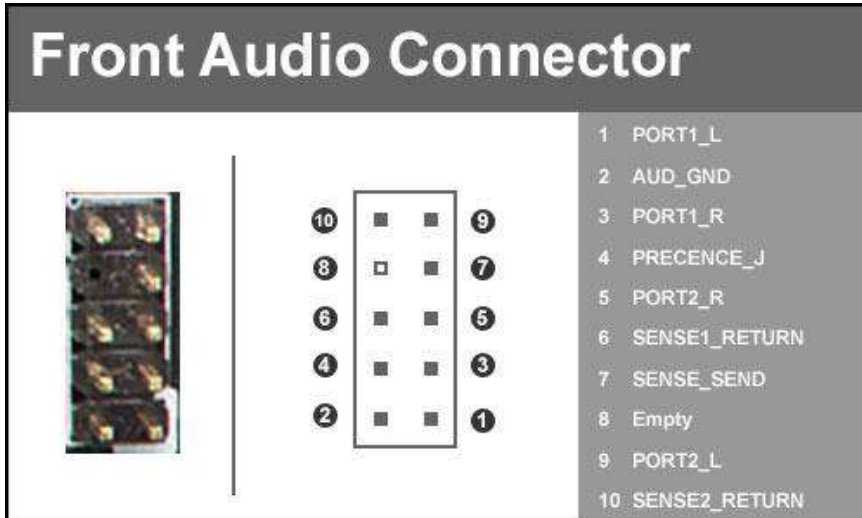 Front Audio Connector
10 9
8 7
6 5
4 3
2 1
1 PORT1_L
2 AUD_GND
3 PORT1_R
4 PRECENCE_J
5 PORT2_R
6 SENSE1_RETURN
7 SENSE_SEND
8 Empty
9 PORT2_L
10 SENSE2_RETURN